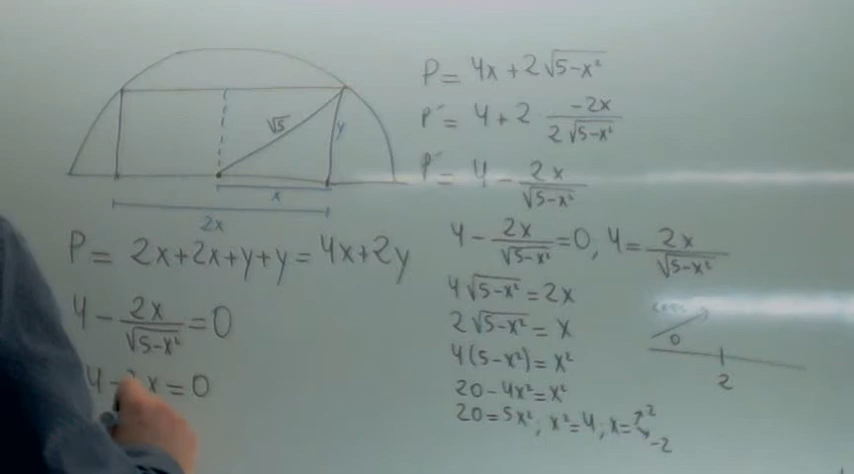 √5
y
x
2x
P = 2x+2x+y+y = 4x+2y
4 - 2x/√5-x² = 0
4 - 2x = 0
P = 4x + 2√5-x²
P' = 4 + 2 · -2x/2√5-x²
P' = 4 - 2x/√5-x²
4 - 2x/√5-x² = 0, 4 = 2x/√5-x²
4√5-x² = 2x
2√5-x² = x
4(5-x²) = x²
20-4x² = x²
20 = 5x², x² = 4, x = 2
-2
0
2